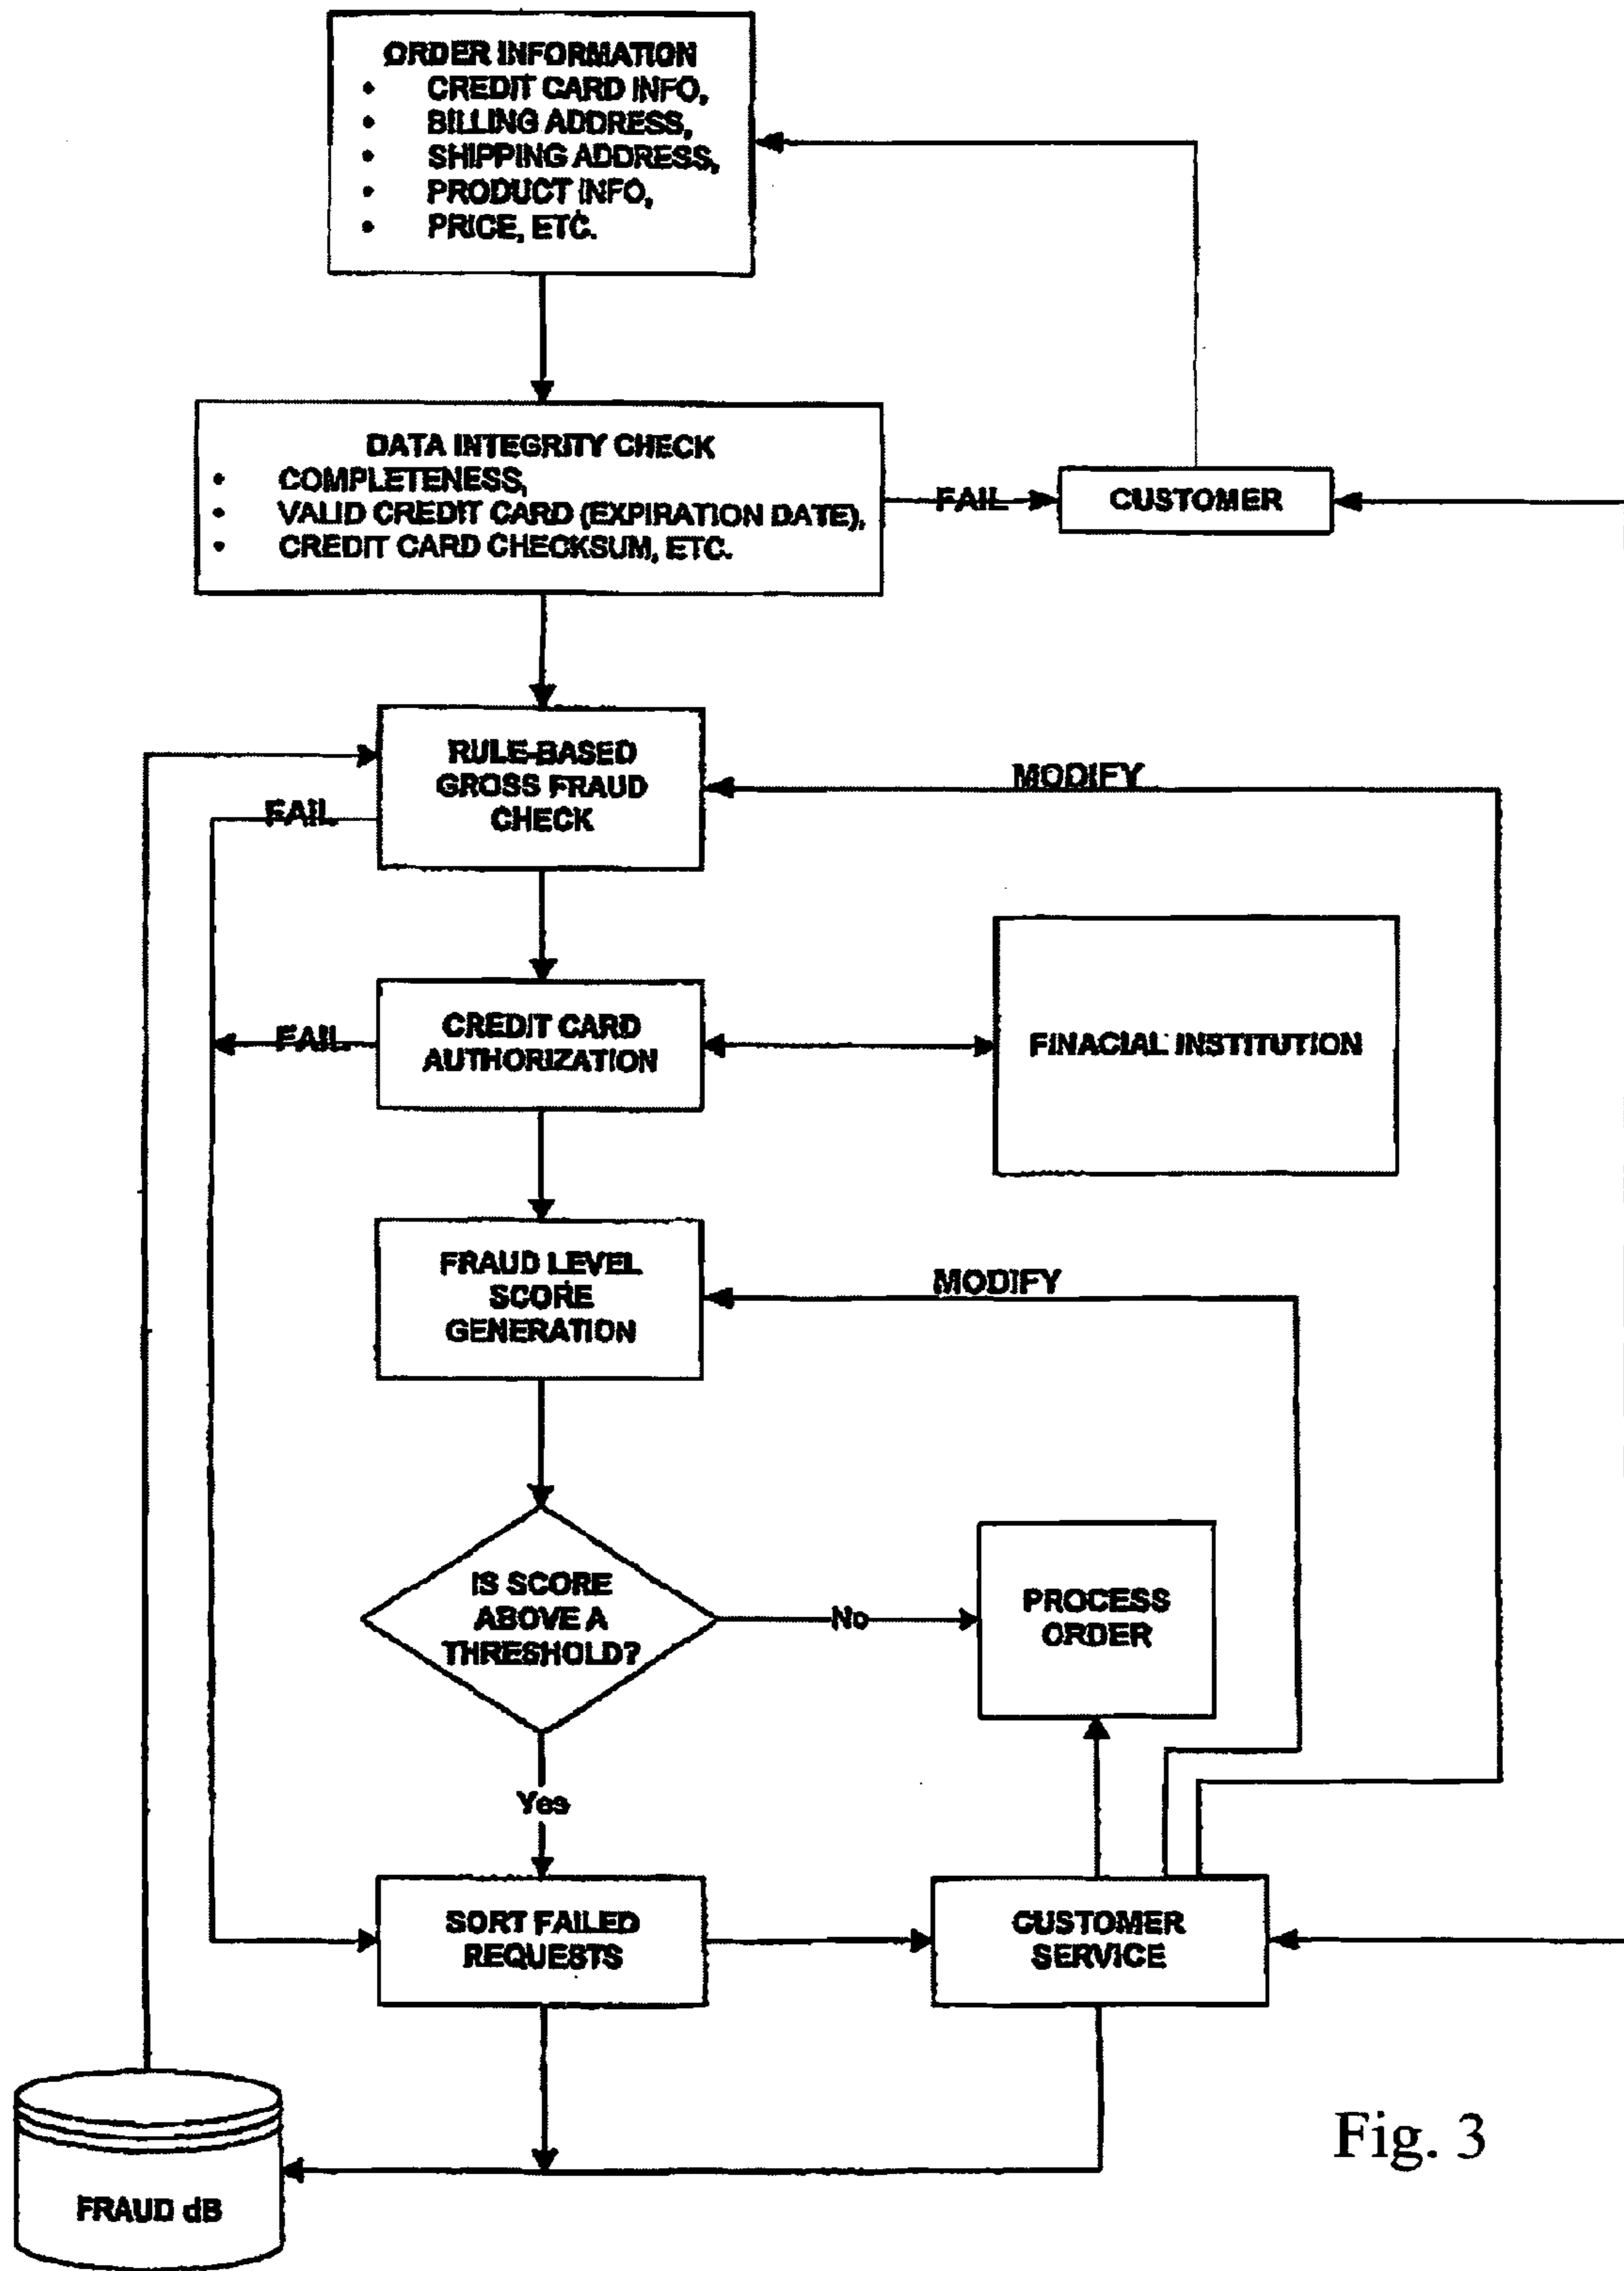 ORDER INFORMATION
• CREDIT CARD INFO,
• BILLING ADDRESS,
• SHIPPING ADDRESS,
• PRODUCT INFO,
• PRICE, ETC.
DATA INTEGRITY CHECK
• COMPLETENESS,
• VALID CREDIT CARD (EXPIRATION DATE),
• CREDIT CARD CHECKSUM, ETC.
FAIL
CUSTOMER
RULE-BASED
GROSS FRAUD
CHECK
MODIFY
FAIL
CREDIT CARD
AUTHORIZATION
FAIL
FINACIAL INSTITUTION
FRAUD LEVEL
SCORE
GENERATION
MODIFY
IS SCORE
ABOVE A
THRESHOLD?
No
PROCESS
ORDER
Yes
SORT FAILED
REQUESTS
CUSTOMER
SERVICE
FRAUD dB
Fig. 3